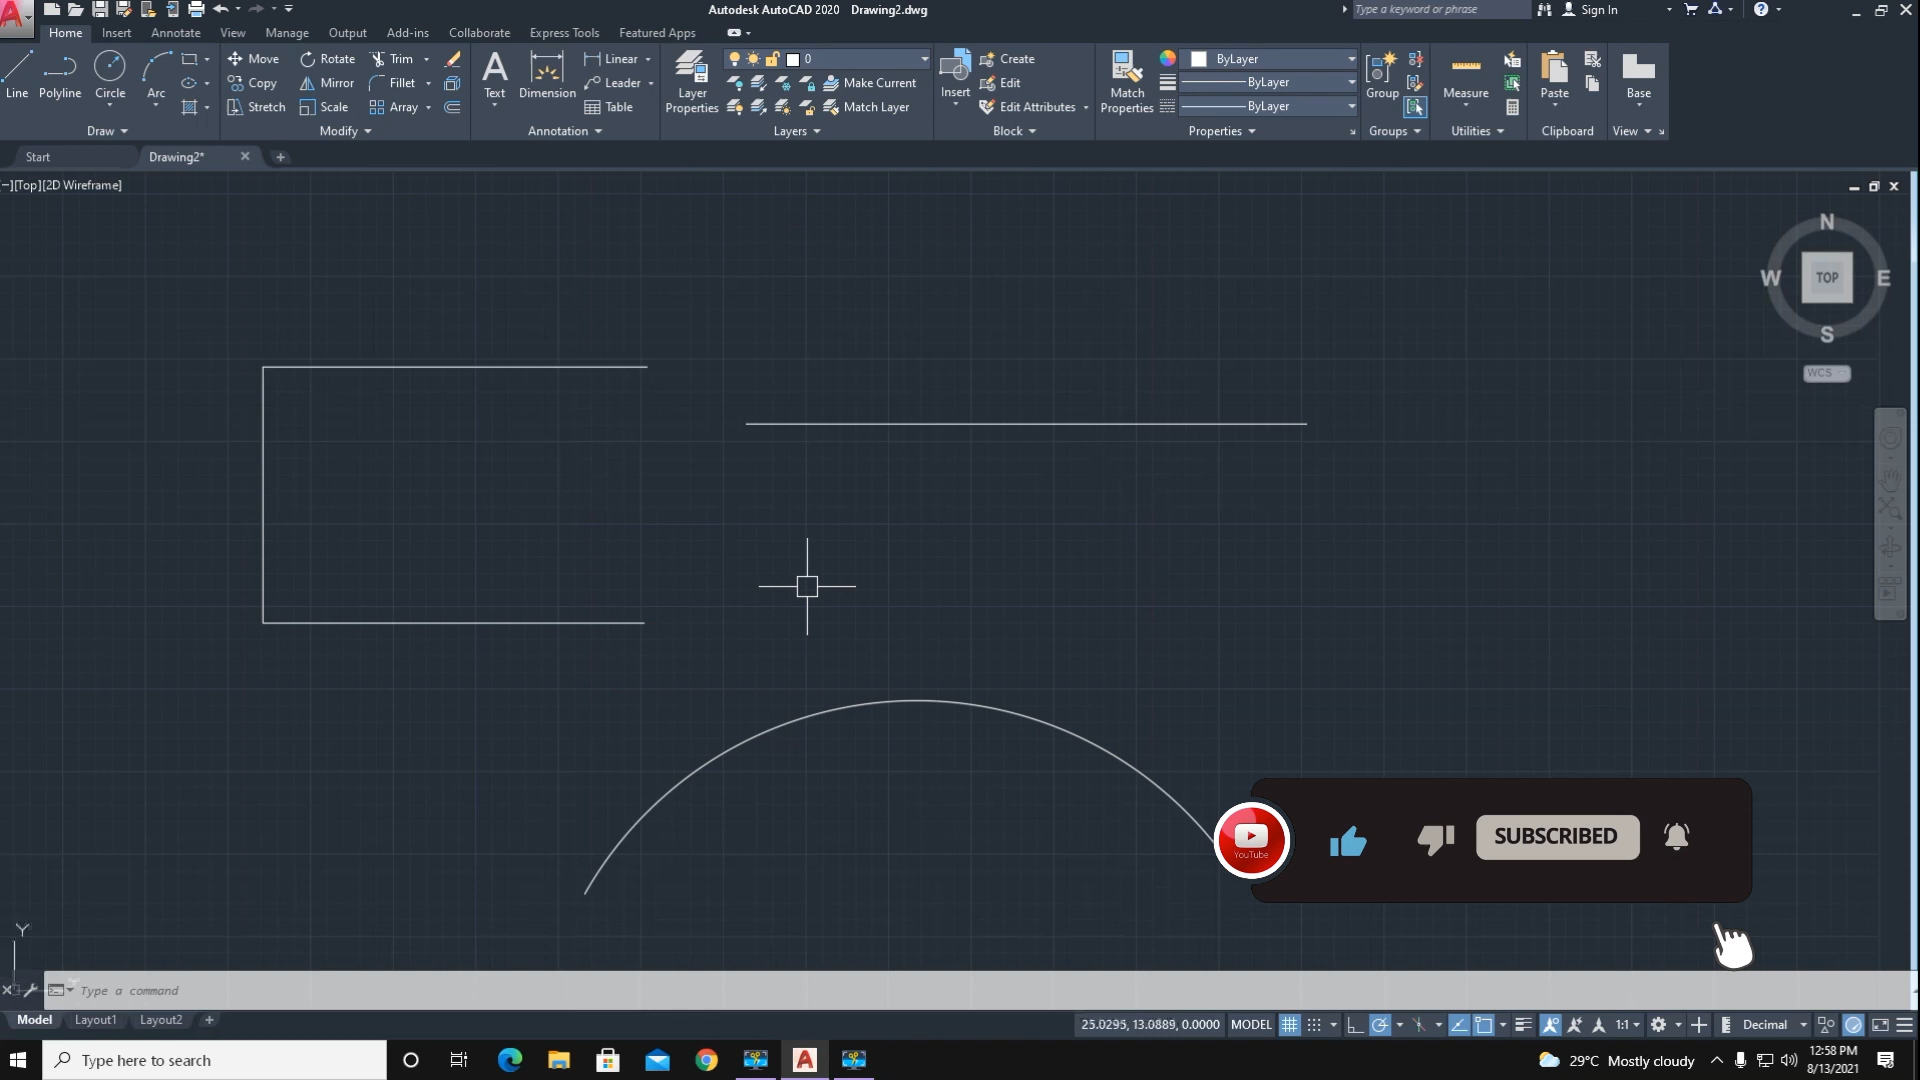 Autodesk AutoCAD 2020 Drawing2.dwg
Type a keyword or phrase
Sign In
Home Insert Annotate View Manage Output Add-ins Collaborate Express Tools Featured Apps
Line Polyline Circle Arc
Move Rotate Trim
Copy Mirror Fillet
Stretch Scale Array
Text Dimension
Linear
Leader
Table
Layer Properties
0
Make Current
Match Layer
Insert
Create
Edit
Edit Attributes
Match Properties
ByLayer
ByLayer
ByLayer
Group
Measure
Paste
Base
Draw Modify Annotation Layers Block Properties Groups Utilities Clipboard View
Start Drawing2*
[−][Top][2D Wireframe]
N
W TOP E
S
WCS
YouTube
SUBSCRIBED
Y
Type a command
Model Layout1 Layout2
25.0295, 13.0889, 0.0000 MODEL 1:1 Decimal
Type here to search
29°C Mostly cloudy
12:58 PM
8/13/2021